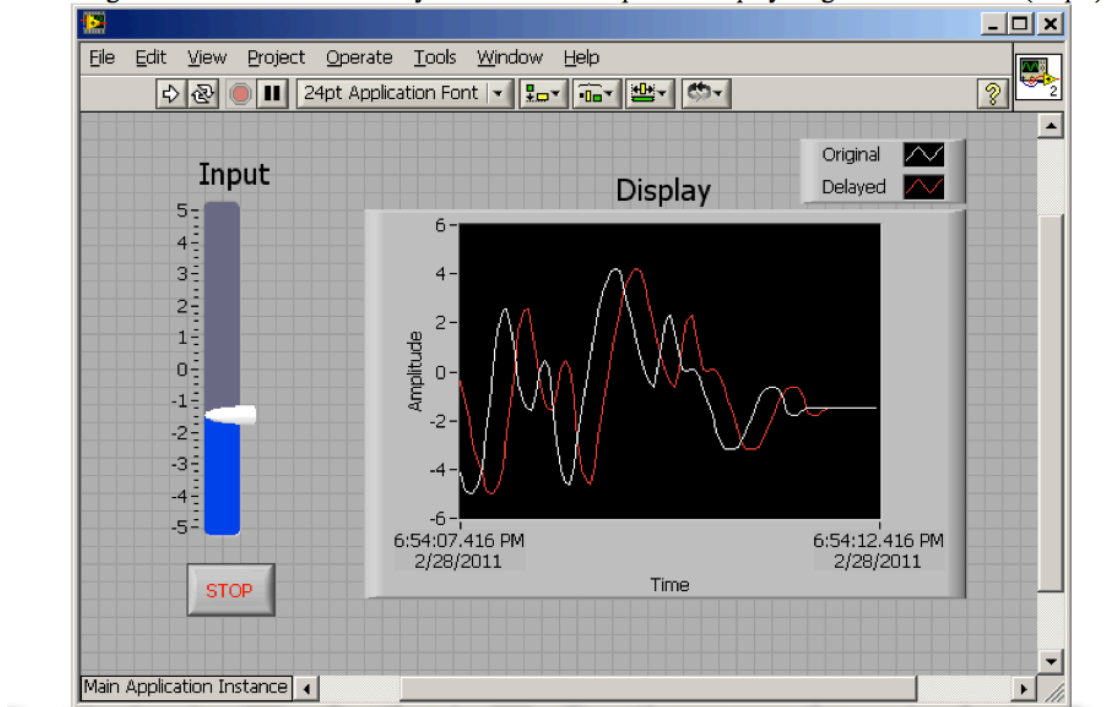 File Edit View Project Operate Tools Window Help
24pt Application Font
?
2
Input
5
4
3
2
1
0
-1
-2
-3
-4
-5
STOP
Display
Original
Delayed
Amplitude
6
4
2
0
-2
-4
-6
6:54:07.416 PM
2/28/2011
6:54:12.416 PM
2/28/2011
Time
Main Application Instance